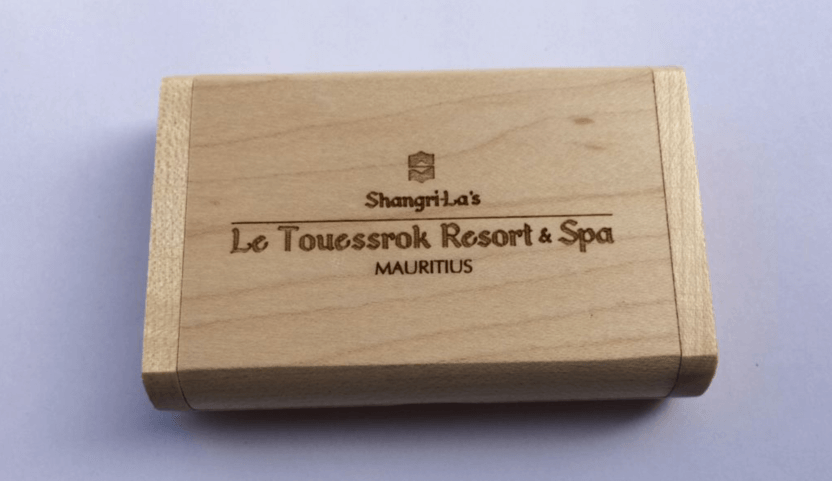 Shangri-La's
Le Touessrok Resort & Spa
MAURITIUS